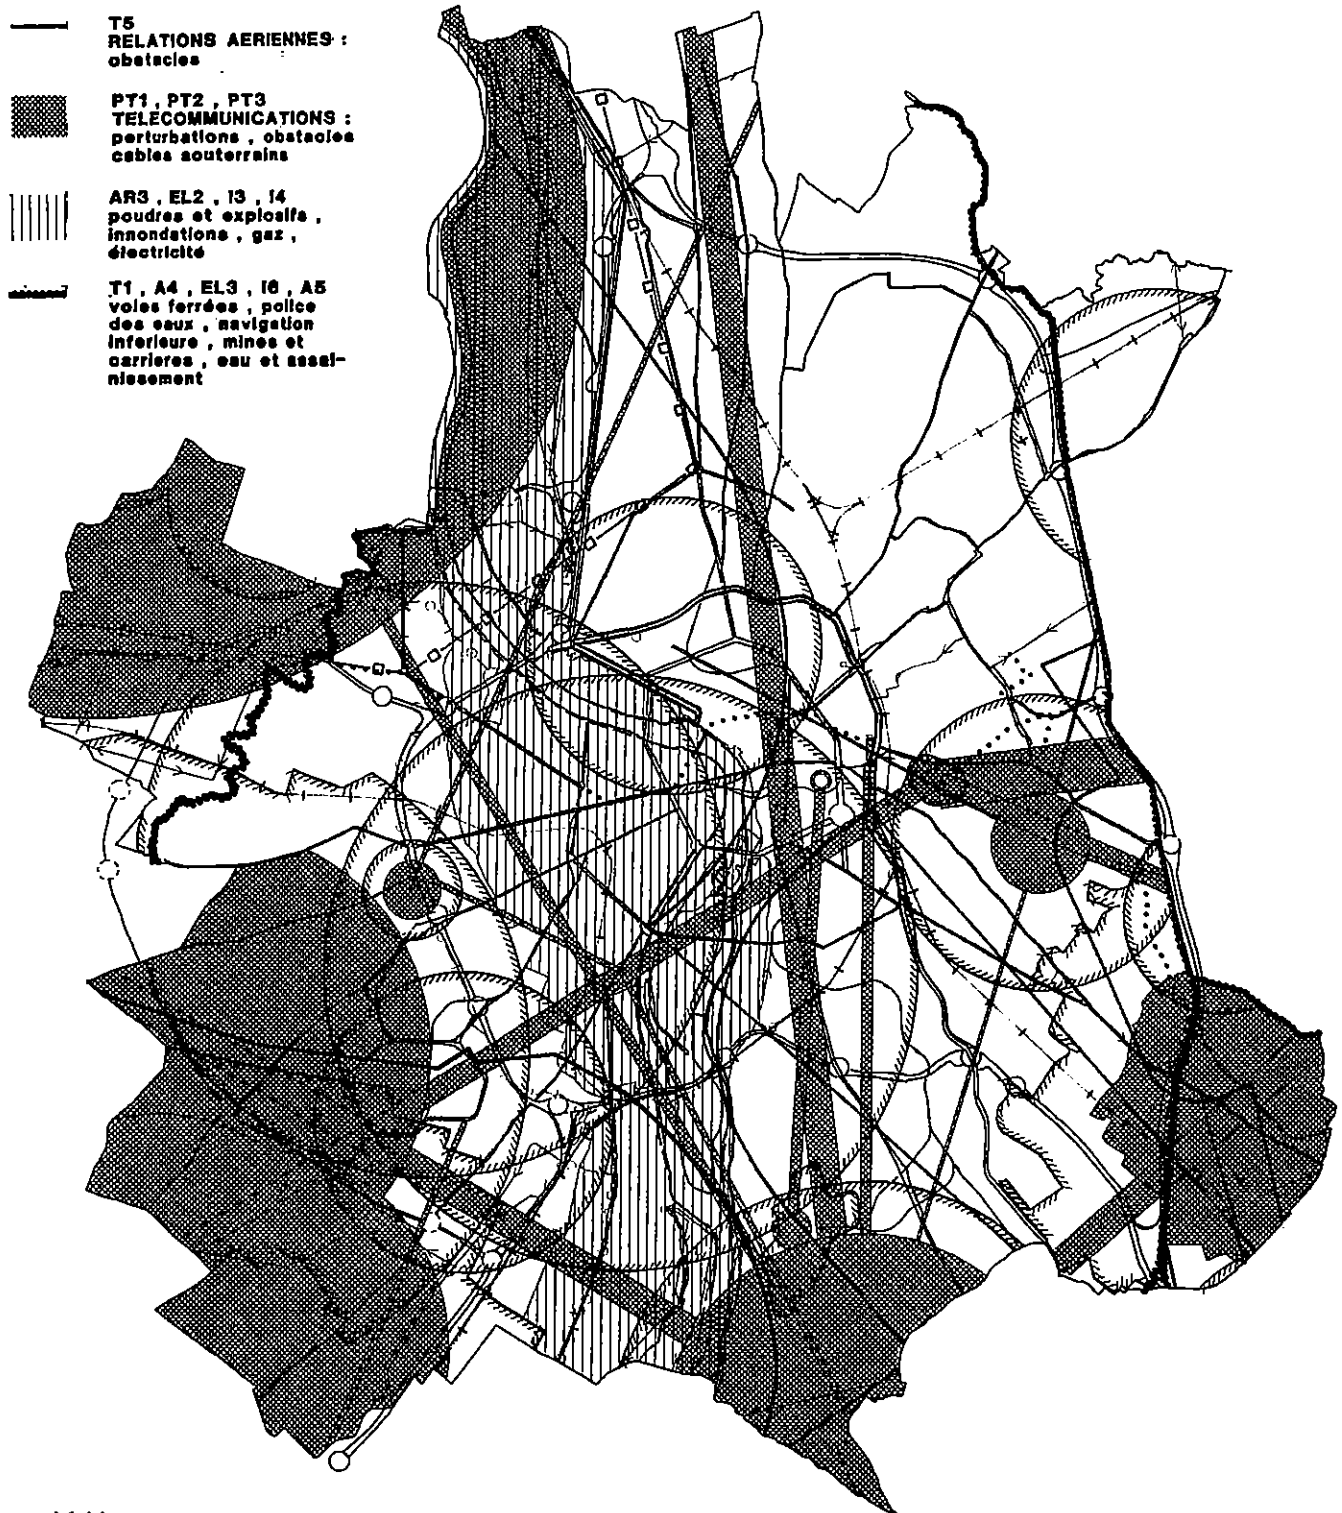 T5
RELATIONS AERIENNES :
obstacles
PT1 , PT2 , PT3
TELECOMMUNICATIONS :
perturbations , obstacles
cables souterrains
AR3 , EL2 , I3 , I4
poudres et explosifs ,
innondations , gaz ,
électricité
T1 , A4 , EL3 , I6 , A5
voies ferrées , police
des eaux , navigation
inferieure , mines et
carrieres , eau et assai-
nissement